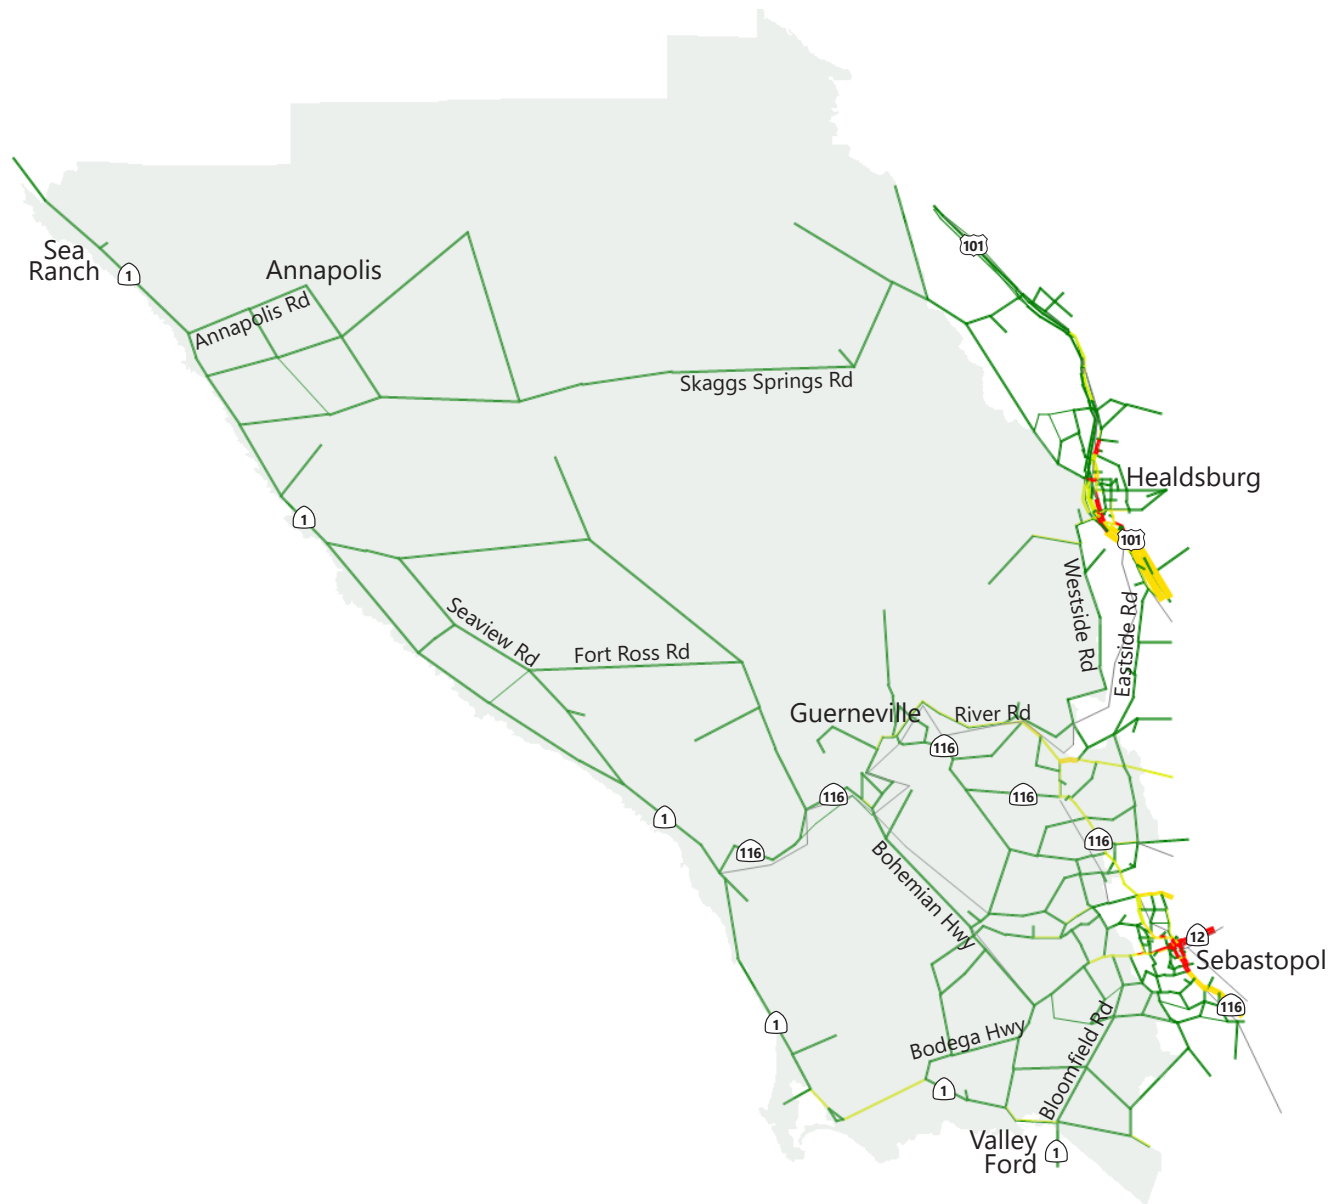 101
Sea
Ranch
1
Annapolis
Annapolis Rd
Skaggs Springs Rd
Healdsburg
1
101
Westside Rd
Eastside Rd
Seaview Rd
Fort Ross Rd
Guerneville
River Rd
116
116
116
1
116
116
Bohemian Hwy
12
Sebastopol
116
1
Bodega Hwy
Bloomfield Rd
1
Valley
Ford
1